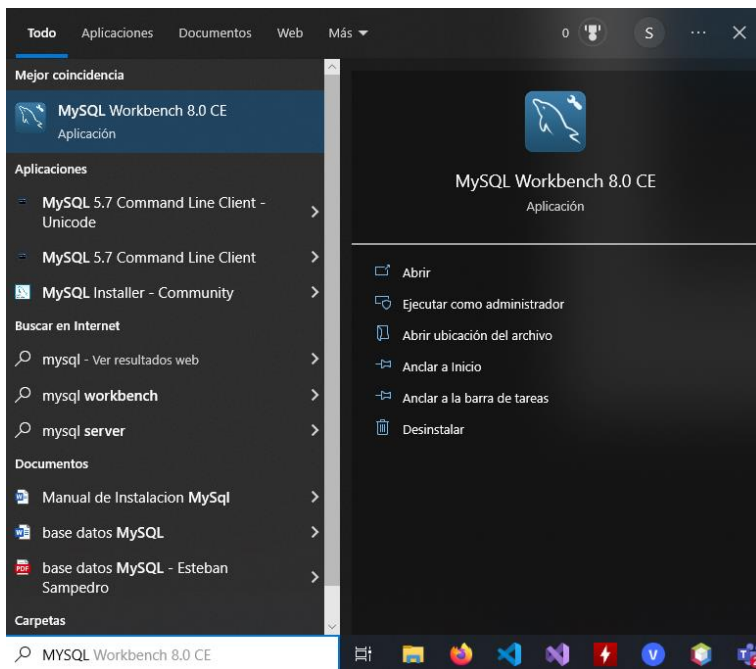 Todo Aplicaciones Documentos Web Más 0 S ...
Mejor coincidencia
MySQL Workbench 8.0 CE
Aplicación
Aplicaciones
MySQL 5.7 Command Line Client -
Unicode
MySQL 5.7 Command Line Client
MySQL Installer - Community
Buscar en Internet
mysql - Ver resultados web
mysql workbench
mysql server
Documentos
Manual de Instalacion MySql
base datos MySQL
PDF
base datos MySQL - Esteban
Sampedro
Carpetas
MYSQL Workbench 8.0 CE
MySQL Workbench 8.0 CE
Aplicación
Abrir
Ejecutar como administrador
Abrir ubicación del archivo
Anclar a Inicio
Anclar a la barra de tareas
Desinstalar
V